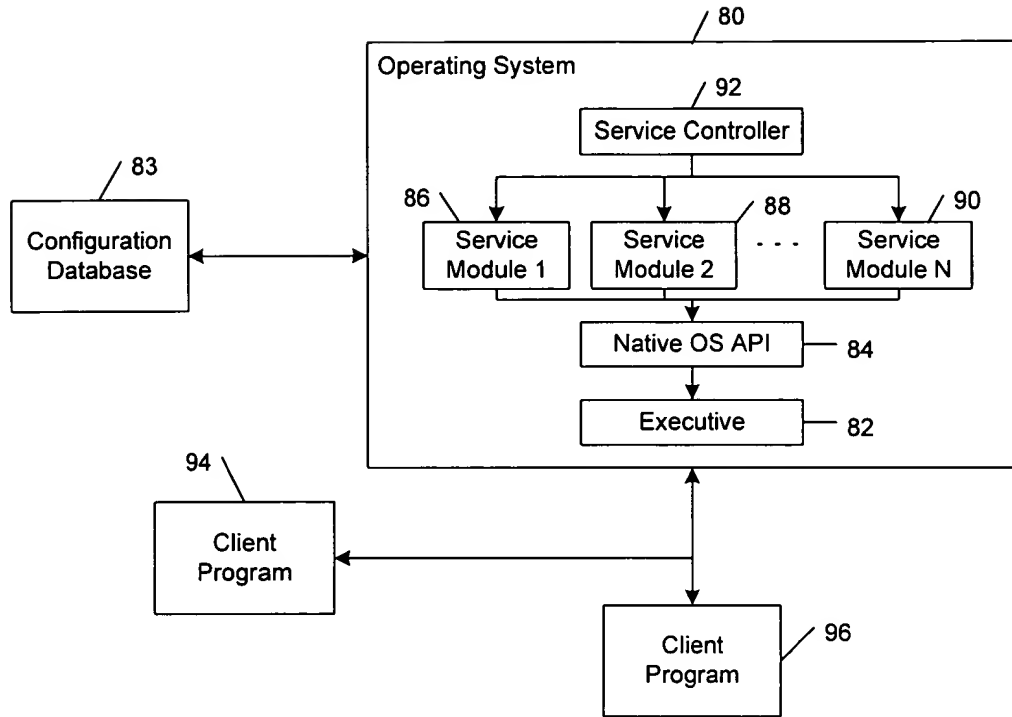 80
Operating System
92
Service Controller
83
Configuration
Database
86
Service
Module 1
88
Service
Module 2
- - - -
90
Service
Module N
Native OS API
84
Executive
82
94
Client
Program
Client
Program
96